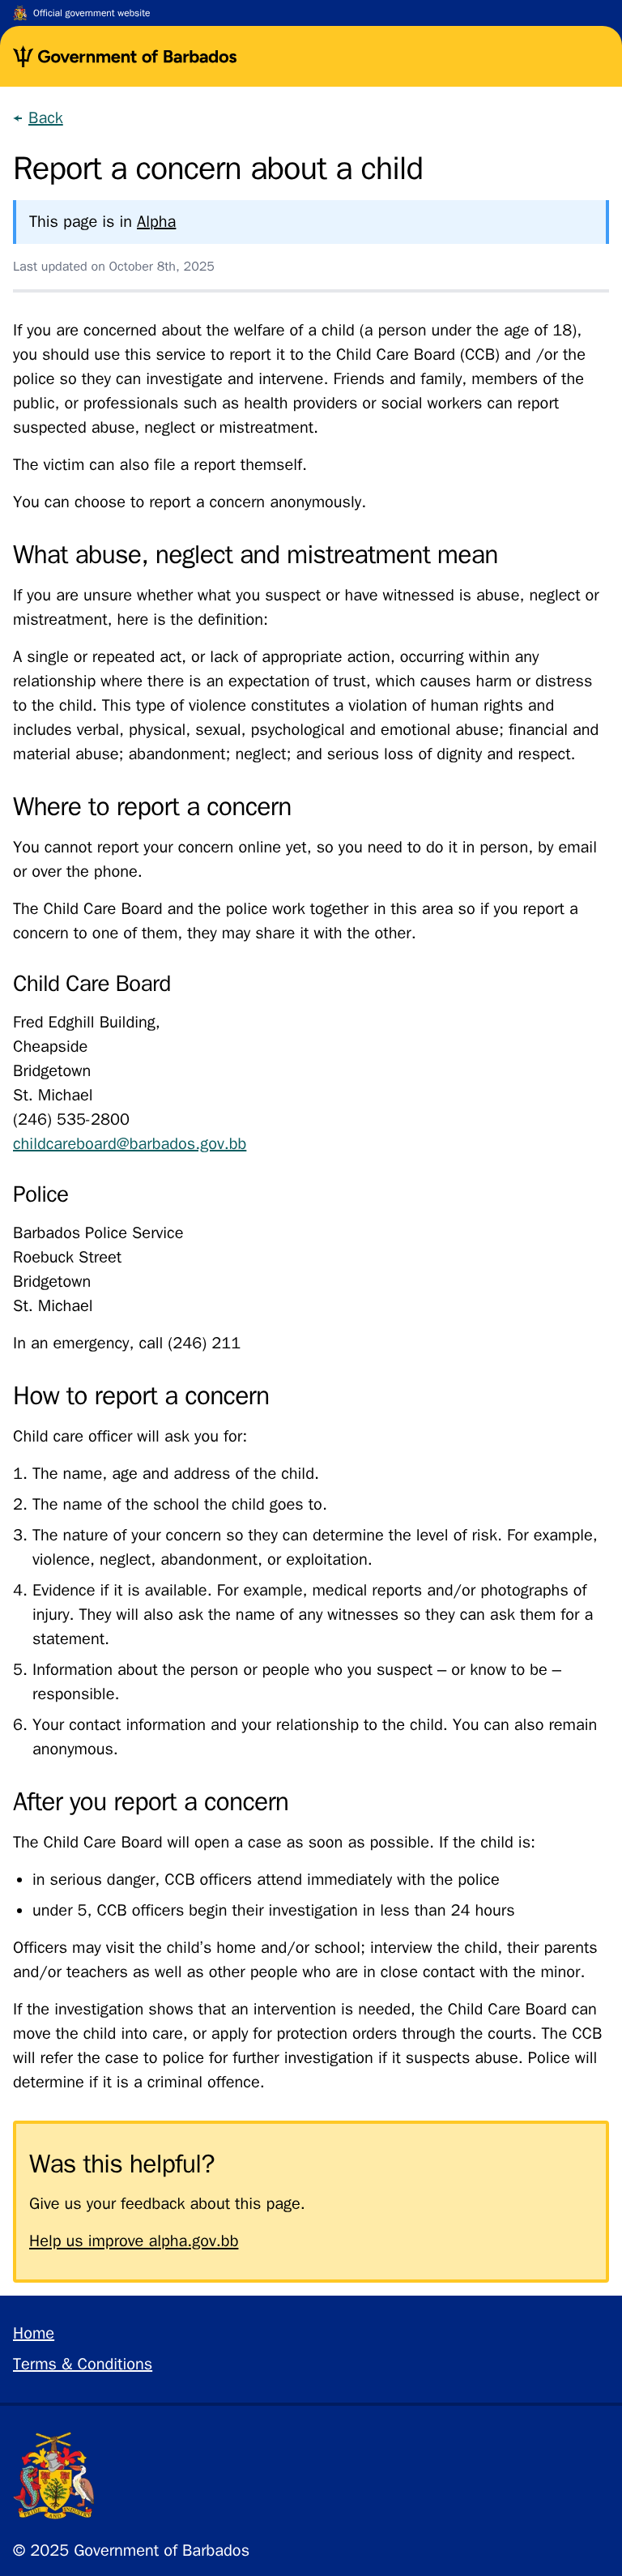 Official government website
Government of Barbados
← Back
Report a concern about a child
This page is in Alpha
Last updated on October 8th, 2025
If you are concerned about the welfare of a child (a person under the age of 18),
you should use this service to report it to the Child Care Board (CCB) and /or the
police so they can investigate and intervene. Friends and family, members of the
public, or professionals such as health providers or social workers can report
suspected abuse, neglect or mistreatment.
The victim can also file a report themself.
You can choose to report a concern anonymously.
What abuse, neglect and mistreatment mean
If you are unsure whether what you suspect or have witnessed is abuse, neglect or
mistreatment, here is the definition:
A single or repeated act, or lack of appropriate action, occurring within any
relationship where there is an expectation of trust, which causes harm or distress
to the child. This type of violence constitutes a violation of human rights and
includes verbal, physical, sexual, psychological and emotional abuse; financial and
material abuse; abandonment; neglect; and serious loss of dignity and respect.
Where to report a concern
You cannot report your concern online yet, so you need to do it in person, by email
or over the phone.
The Child Care Board and the police work together in this area so if you report a
concern to one of them, they may share it with the other.
Child Care Board
Fred Edghill Building,
Cheapside
Bridgetown
St. Michael
(246) 535-2800
childcareboard@barbados.gov.bb
Police
Barbados Police Service
Roebuck Street
Bridgetown
St. Michael
In an emergency, call (246) 211
How to report a concern
Child care officer will ask you for:
1. The name, age and address of the child.
2. The name of the school the child goes to.
3. The nature of your concern so they can determine the level of risk. For example,
violence, neglect, abandonment, or exploitation.
4. Evidence if it is available. For example, medical reports and/or photographs of
injury. They will also ask the name of any witnesses so they can ask them for a
statement.
5. Information about the person or people who you suspect – or know to be –
responsible.
6. Your contact information and your relationship to the child. You can also remain
anonymous.
After you report a concern
The Child Care Board will open a case as soon as possible. If the child is:
• in serious danger, CCB officers attend immediately with the police
• under 5, CCB officers begin their investigation in less than 24 hours
Officers may visit the child's home and/or school; interview the child, their parents
and/or teachers as well as other people who are in close contact with the minor.
If the investigation shows that an intervention is needed, the Child Care Board can
move the child into care, or apply for protection orders through the courts. The CCB
will refer the case to police for further investigation if it suspects abuse. Police will
determine if it is a criminal offence.
Was this helpful?
Give us your feedback about this page.
Help us improve alpha.gov.bb
Home
Terms & Conditions
PRIDE AND INDUSTRY
© 2025 Government of Barbados